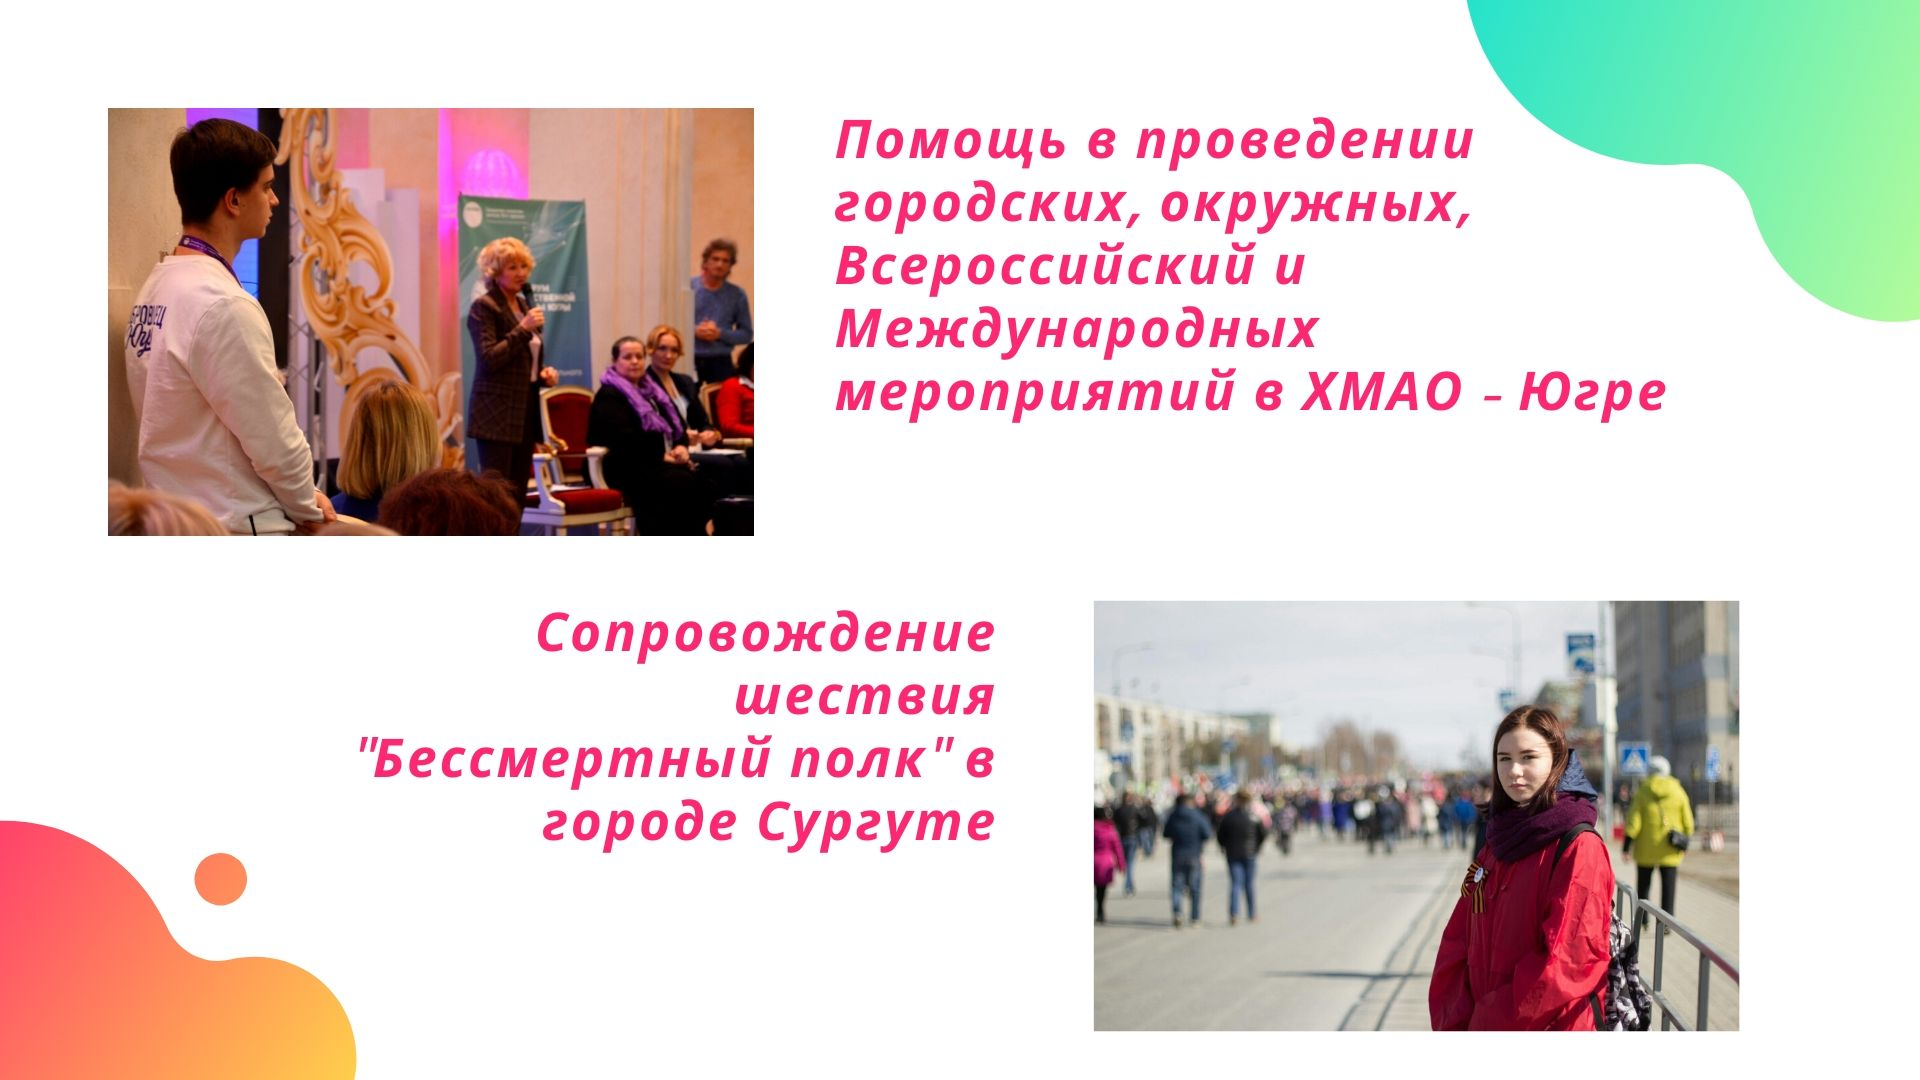 Помощь в проведении
городских, окружных,
Всероссийский и
Международных
мероприятий в ХМАО - Югре
Сопровождение
шествия
"Бессмертный полк" в
городе Сургуте